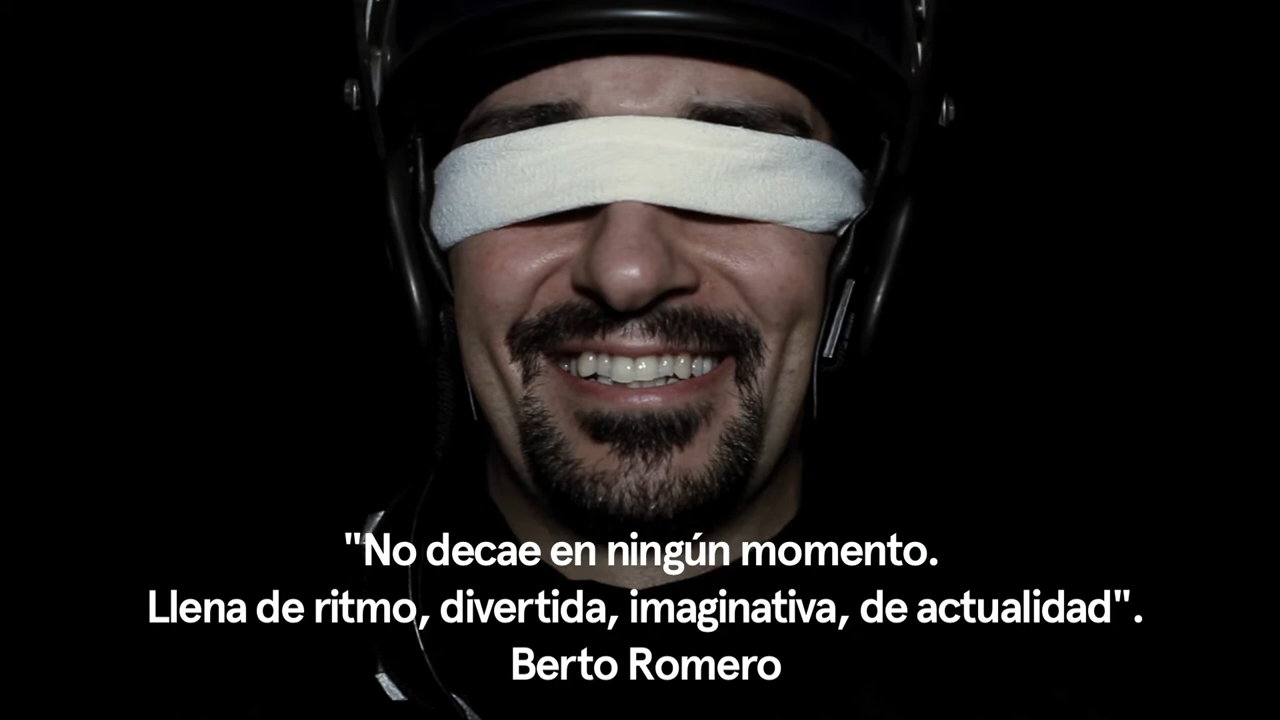 "No decae en ningún momento.
Llena de ritmo, divertida, imaginativa, de actualidad".
Berto Romero